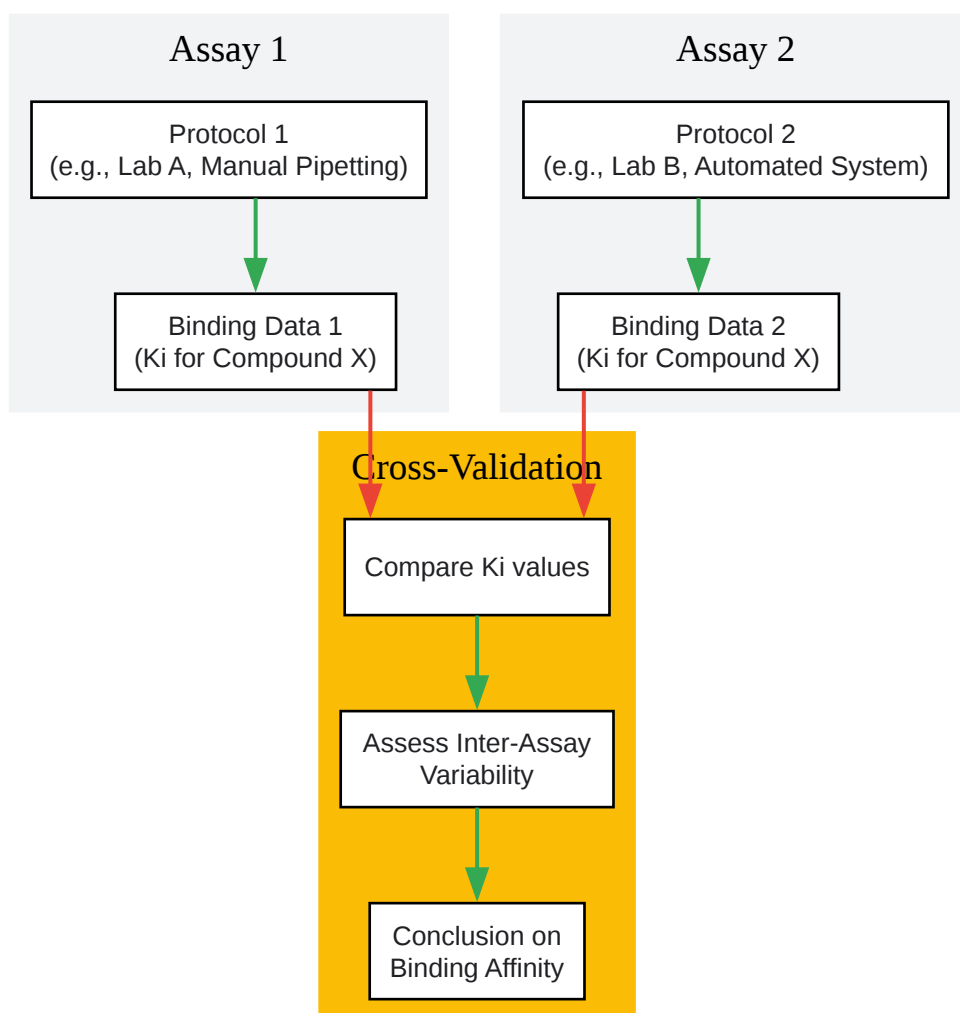 Assay 1
Protocol 1
(e.g., Lab A, Manual Pipetting)
Binding Data 1
(Ki for Compound X)
Assay 2
Protocol 2
(e.g., Lab B, Automated System)
Binding Data 2
(Ki for Compound X)
Cross-Validation
Compare Ki values
Assess Inter-Assay
Variability
Conclusion on
Binding Affinity